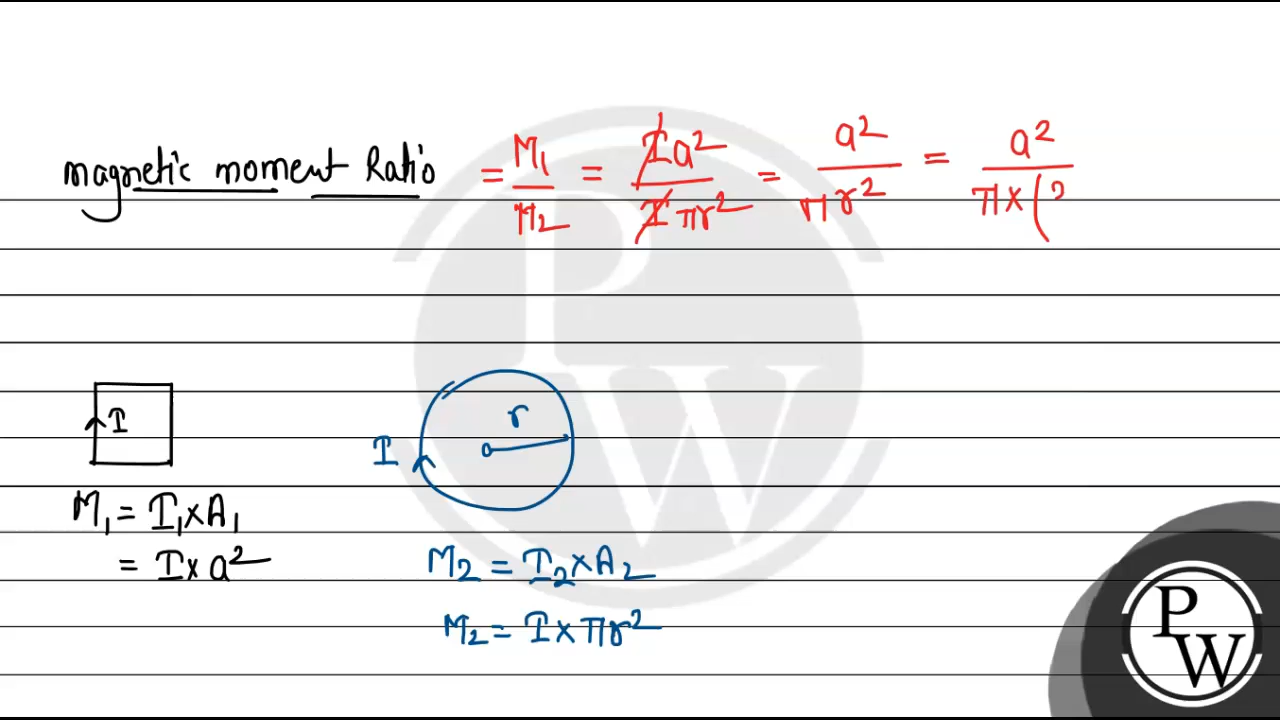 magnetic moment Ratio = M₁/M₂ = Ia²/Iπr² = a²/πr² = a²/π×(2
I
r
I
M₁ = I₁×A₁
= I×a²
M₂ = I₂×A₂
M₂ = I×πr²
P
W
P
W